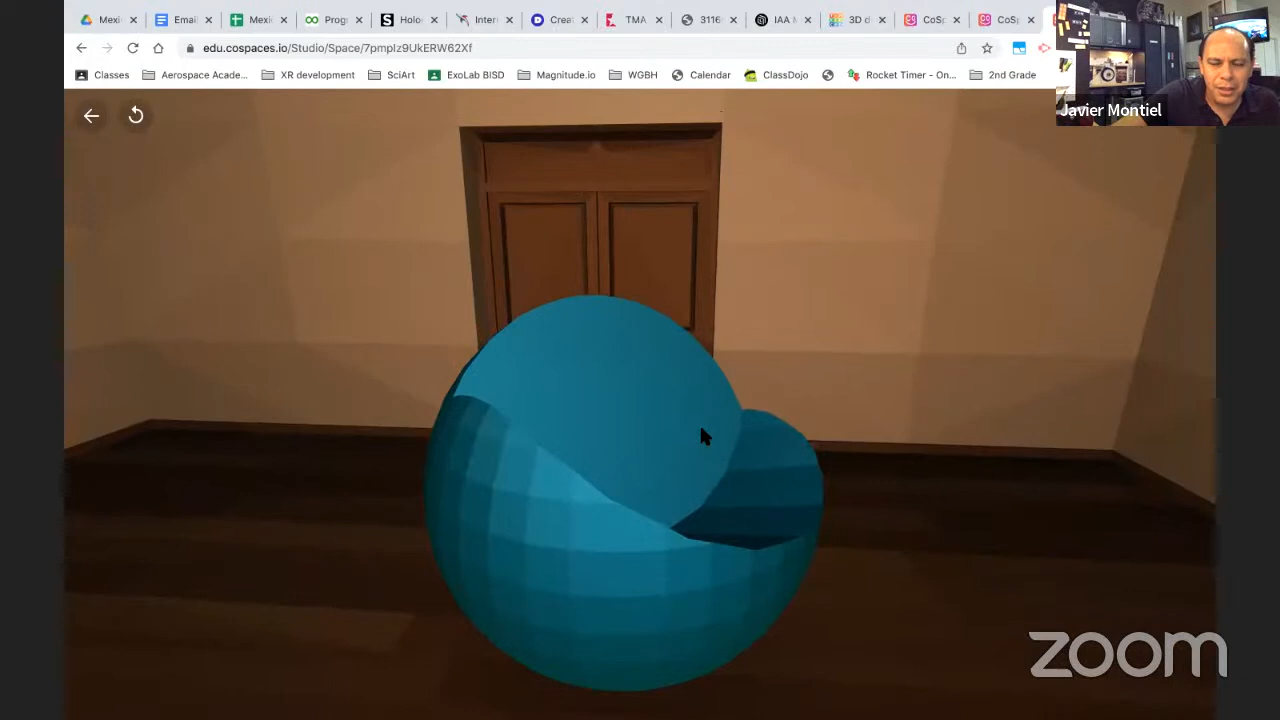 Mexi
Emai
Mexi
Prog
Holo
Inter
Creat
TMA
3116
IAA M
3D d
CoSp
CoSp
edu.cospaces.io/Studio/Space/7pmpIz9UkERW62Xf
Classes
Aerospace Acade...
XR development
SciArt
ExoLab BISD
Magnitude.io
WGBH
Calendar
ClassDojo
Rocket Timer - On...
2nd Grade
Javier Montiel
zoom